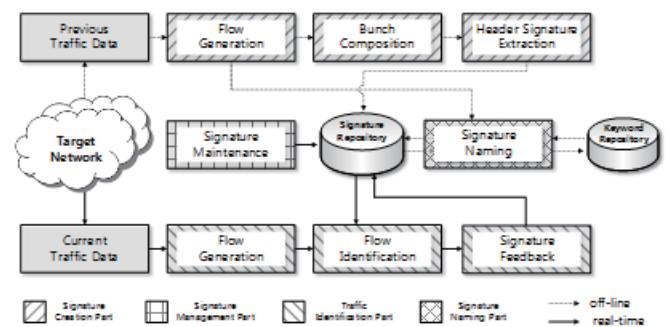 Previous
Traffic Data
Flow
Generation
Bunch
Composition
Header Signature
Extraction
Target
Network
Signature
Maintenance
Signature
Repository
Signature
Naming
Keyword
Repository
Current
Traffic Data
Flow
Generation
Flow
Identification
Signature
Feedback
Signature
Creation Part
Signature
Management Part
Traffic
Identification Part
Signature
Naming Part
off-line
real-time